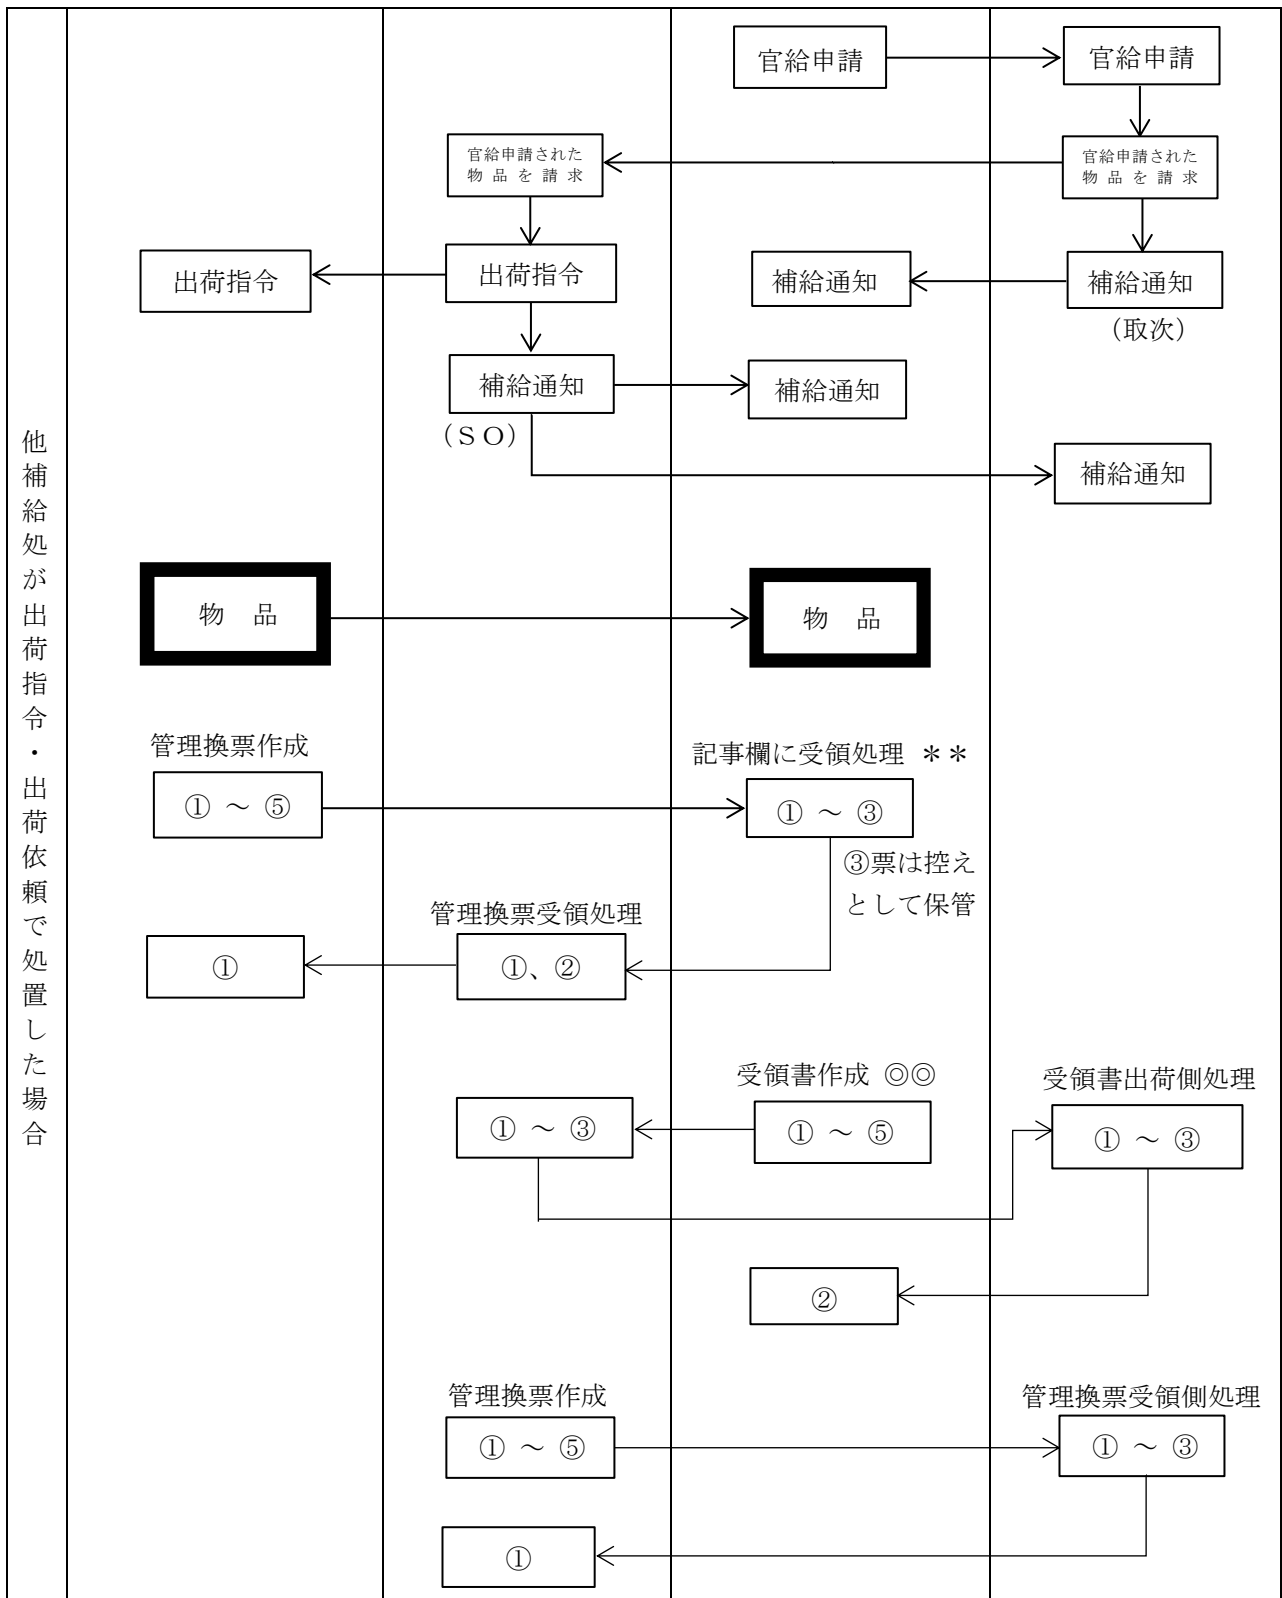 他補給処が出荷指令・出荷依頼で処置した場合
官給申請
官給申請
官給申請された
物品を請求
官給申請された
物品を請求
出荷指令
出荷指令
補給通知
補給通知
(取次)
補給通知
(SO)
補給通知
補給通知
物 品
物 品
管理換票作成
① ~ ⑤
記事欄に受領処理 **
① ~ ③
③票は控え
として保管
管理換票受領処理
①
①、②
受領書作成 ◎◎
受領書出荷側処理
① ~ ③
① ~ ⑤
① ~ ③
②
管理換票作成
管理換票受領側処理
① ~ ⑤
① ~ ③
①